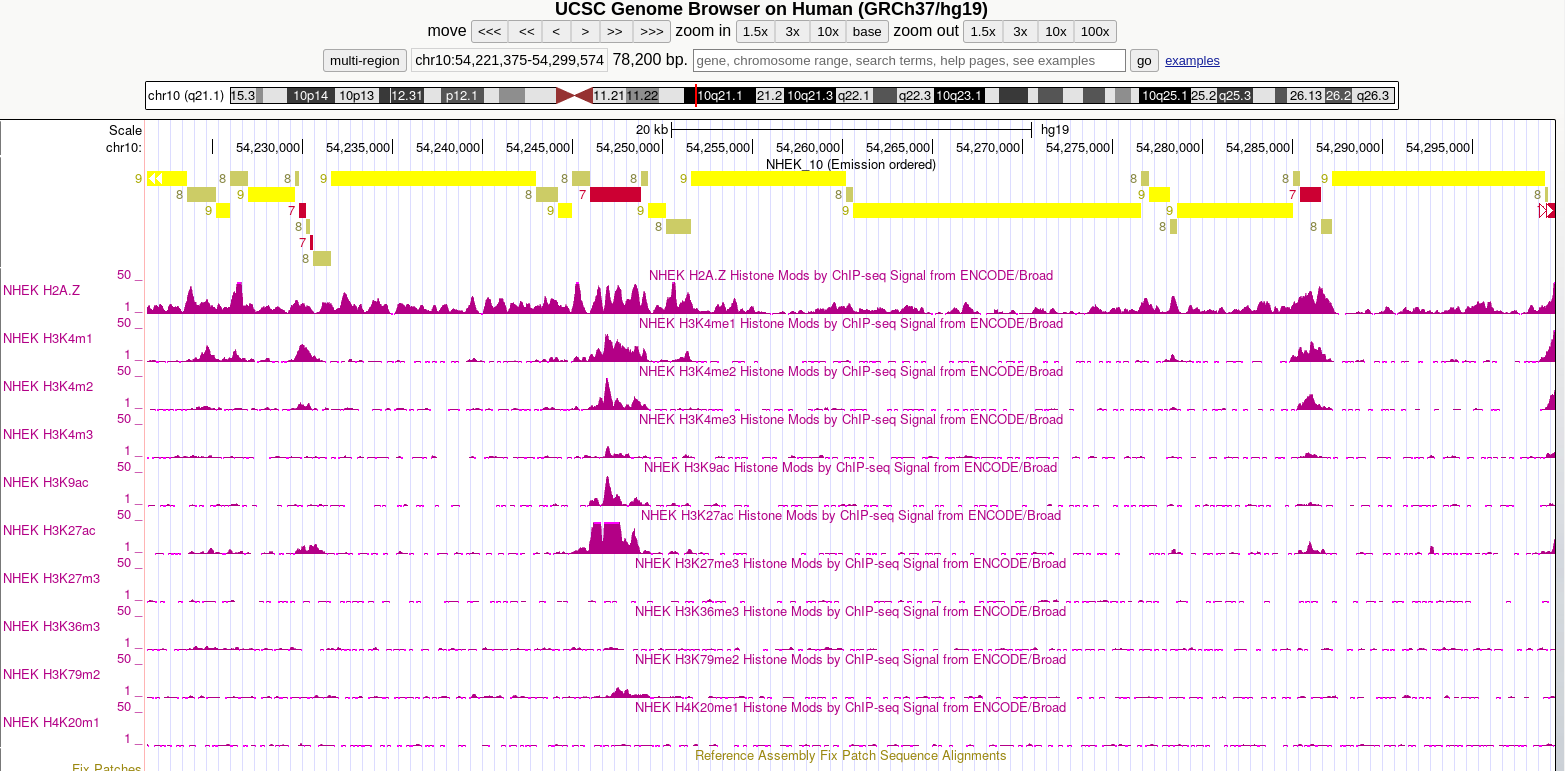 UCSC Genome Browser on Human (GRCh37/hg19)
move <<< << < > >> >>> zoom in 1.5x 3x 10x base zoom out 1.5x 3x 10x 100x
multi-region chr10:54,221,375-54,299,574 78,200 bp. gene, chromosome range, search terms, help pages, see examples go examples
chr10 (q21.1) 15.3 10p14 10p13 12.31 p12.1 11.21 11.22 10q21.1 21.2 10q21.3 q22.1 q22.3 10q23.1 10q25.1 25.2 q25.3 26.13 26.2 q26.3
Scale 20 kb hg19
chr10: 54,230,000 54,235,000 54,240,000 54,245,000 54,250,000 54,255,000 54,260,000 54,265,000 54,270,000 54,275,000 54,280,000 54,285,000 54,290,000 54,295,000
NHEK_10 (Emission ordered)
9 8 8 9 8 8 9 8 8 9
8 9 7 8 7 8 9 7 8
9 7 9 9 9 9
8 8 8 8
7
8
50 NHEK H2A.Z Histone Mods by ChIP-seq Signal from ENCODE/Broad
NHEK H2A.Z
1
50 NHEK H3K4me1 Histone Mods by ChIP-seq Signal from ENCODE/Broad
NHEK H3K4m1
1
50 NHEK H3K4me2 Histone Mods by ChIP-seq Signal from ENCODE/Broad
NHEK H3K4m2
1
50 NHEK H3K4me3 Histone Mods by ChIP-seq Signal from ENCODE/Broad
NHEK H3K4m3
1
50 NHEK H3K9ac Histone Mods by ChIP-seq Signal from ENCODE/Broad
NHEK H3K9ac
1
50 NHEK H3K27ac Histone Mods by ChIP-seq Signal from ENCODE/Broad
NHEK H3K27ac
1
50 NHEK H3K27me3 Histone Mods by ChIP-seq Signal from ENCODE/Broad
NHEK H3K27m3
1
50 NHEK H3K36me3 Histone Mods by ChIP-seq Signal from ENCODE/Broad
NHEK H3K36m3
1
50 NHEK H3K79me2 Histone Mods by ChIP-seq Signal from ENCODE/Broad
NHEK H3K79m2
1
50 NHEK H4K20me1 Histone Mods by ChIP-seq Signal from ENCODE/Broad
NHEK H4K20m1
1
Reference Assembly Fix Patch Sequence Alignments
Fix Patches